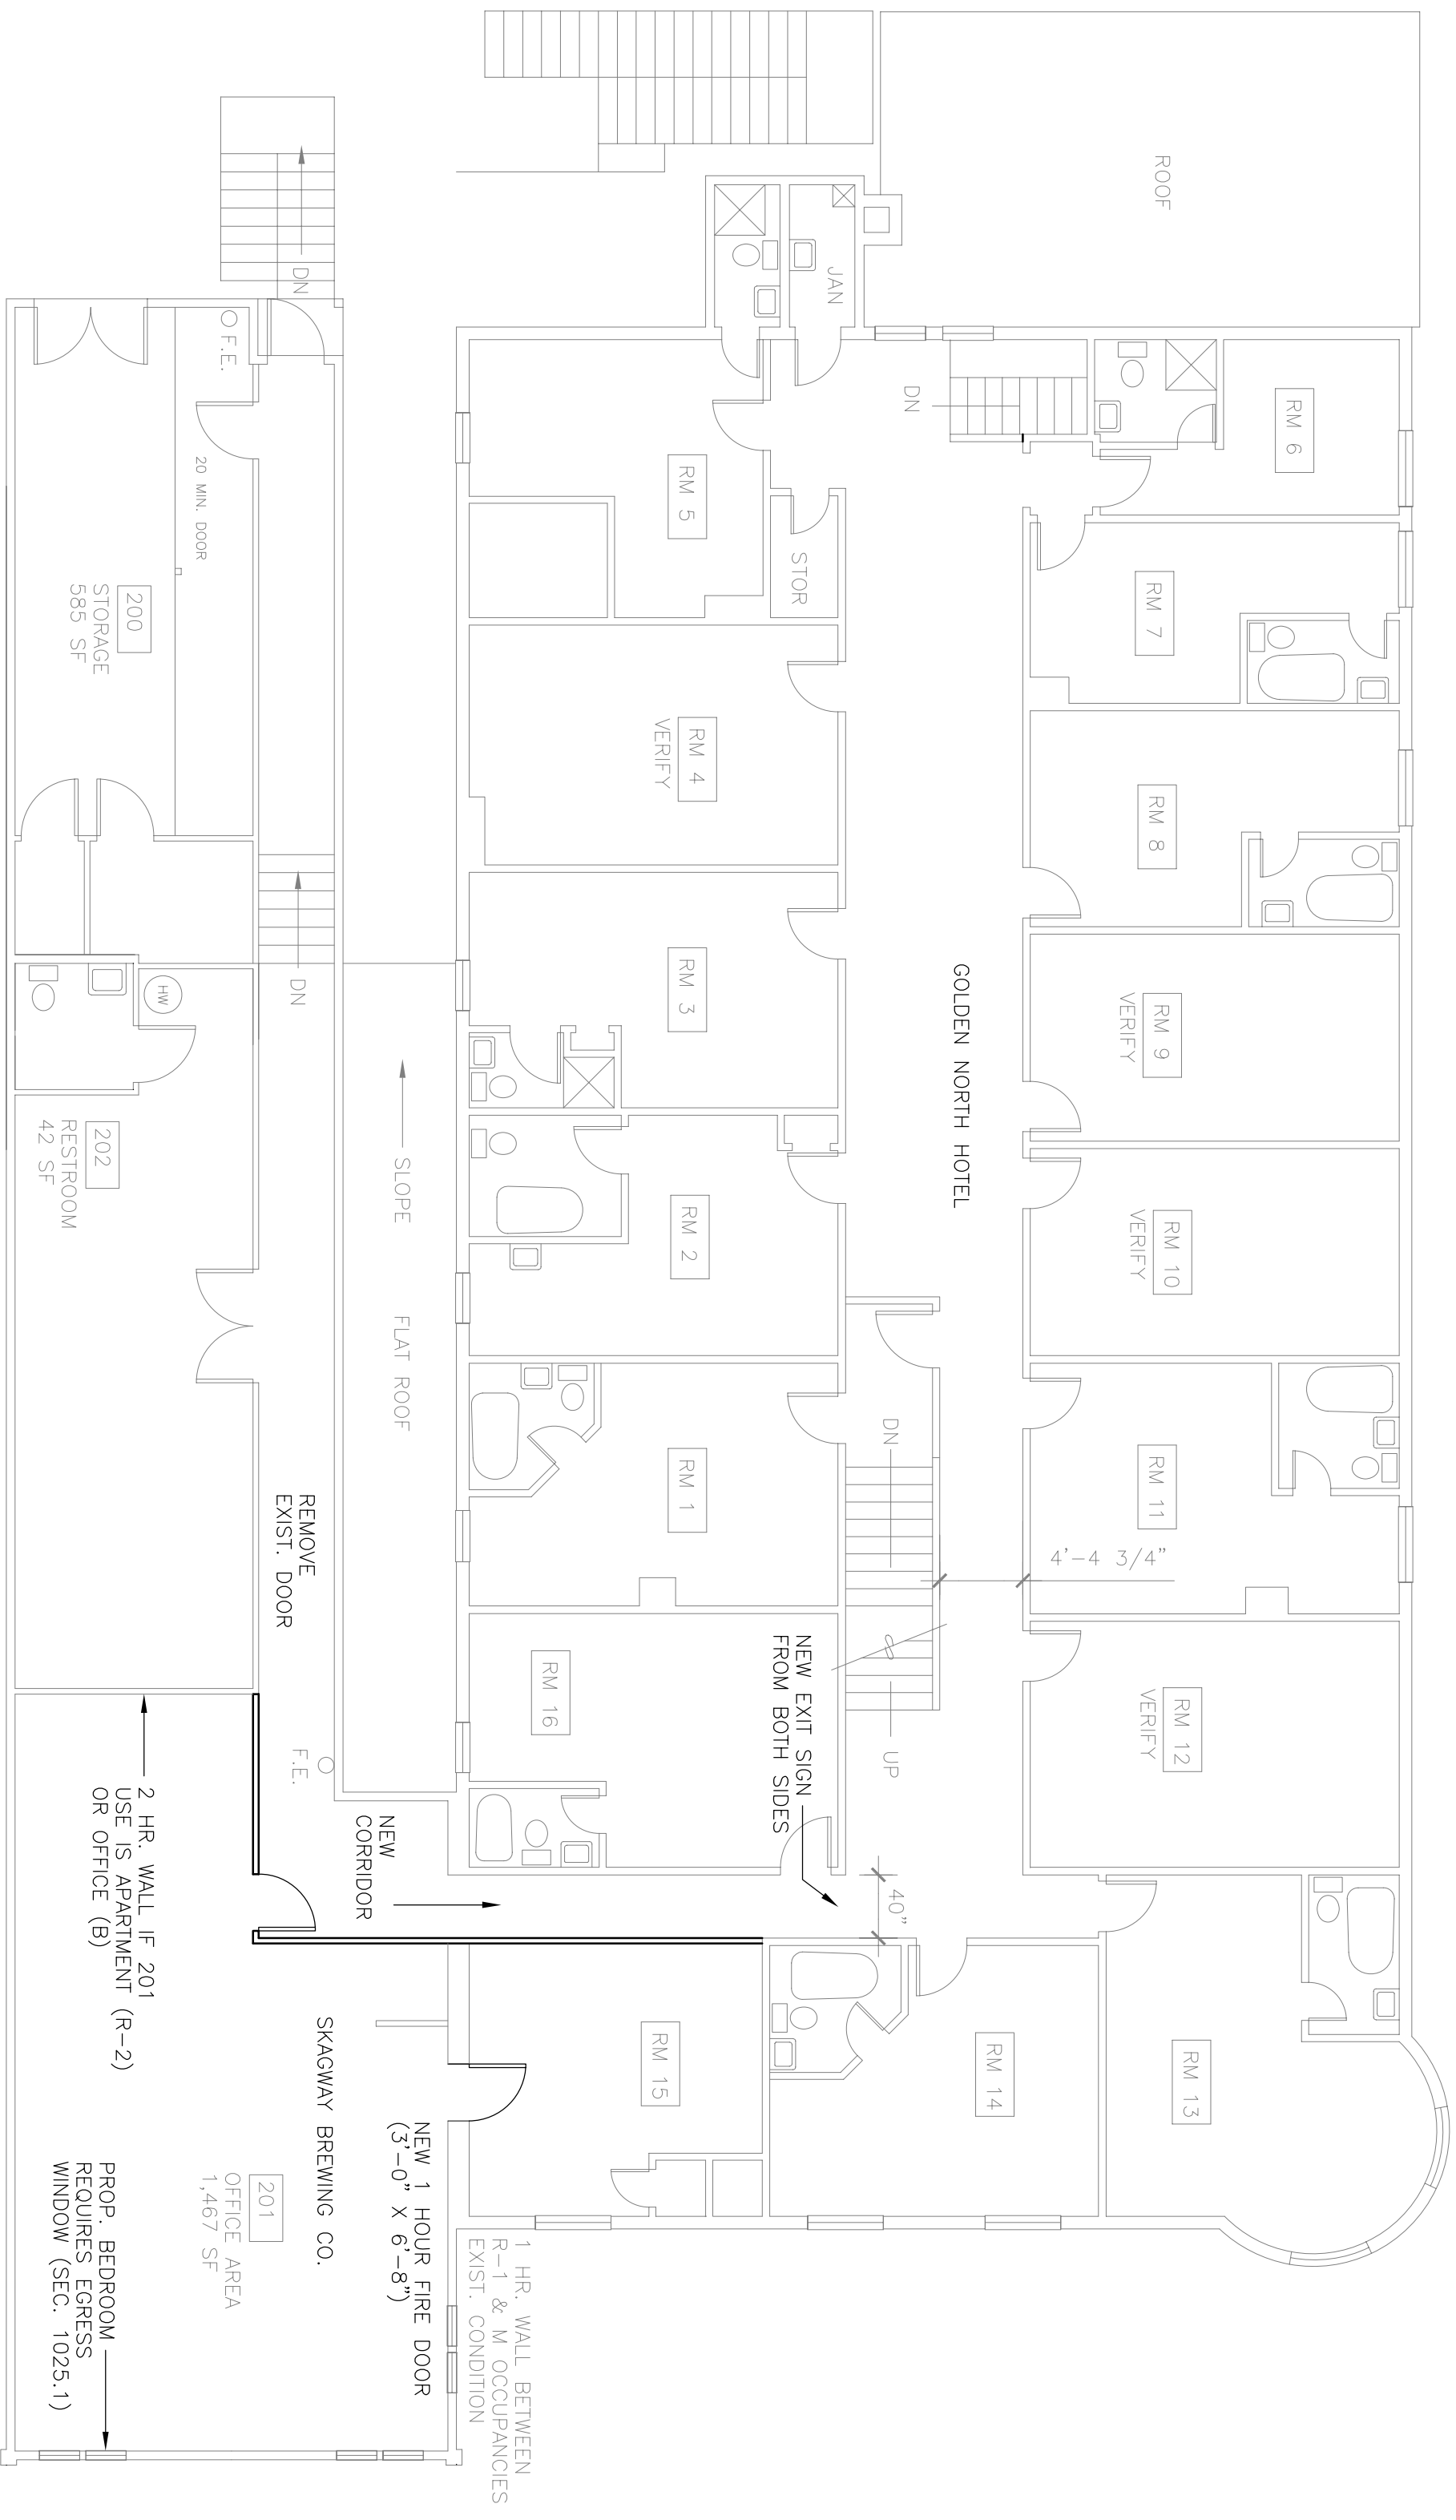 ROOF
RM 6
RM 7
RM 8
RM 9
VERIFY
RM 10
VERIFY
RM 11
4'-4 3/4"
RM 12
VERIFY
RM 13
JAN
DN
GOLDEN NORTH HOTEL
DN
UP
40"
RM 14
STOR
RM 5
RM 4
VERIFY
RM 3
RM 2
RM 1
RM 16
NEW EXIT SIGN
FROM BOTH SIDES
RM 15
1 HR. WALL BETWEEN
R-1 & M OCCUPANCIES
EXIST. CONDITION
DN
SLOPE
FLAT ROOF
NEW
CORRIDOR
NEW 1 HOUR FIRE DOOR
(3'-0" X 6'-8")
DN
REMOVE
EXIST. DOOR
F.E.
SKAGWAY BREWING CO.
F.E.
20 MIN. DOOR
201
OFFICE AREA
1,467 SF
200
STORAGE
585 SF
HW
202
RESTROOM
42 SF
2 HR. WALL IF 201
USE IS APARTMENT (R-2)
OR OFFICE (B)
PROP. BEDROOM
REQUIRES EGRESS
WINDOW (SEC. 1025.1)